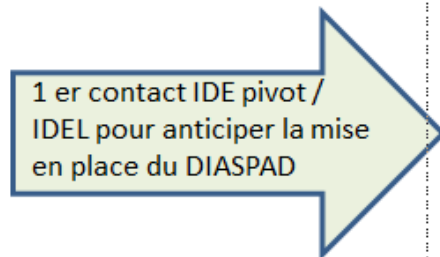 1 er contact IDE pivot /
IDEL pour anticiper la mise
en place du DIASPAD